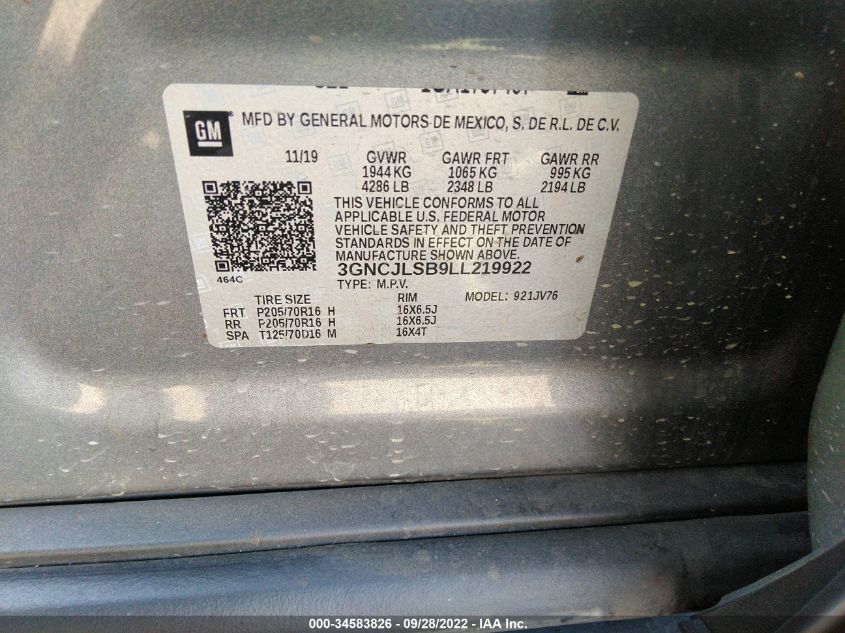 GM
MFD BY GENERAL MOTORS DE MEXICO, S. DE R.L. DE C.V.
11/19 GVWR GAWR FRT GAWR RR
1944 KG 1065 KG 995 KG
4286 LB 2348 LB 2194 LB
THIS VEHICLE CONFORMS TO ALL
APPLICABLE U.S. FEDERAL MOTOR
VEHICLE SAFETY AND THEFT PREVENTION
STANDARDS IN EFFECT ON THE DATE OF
MANUFACTURE SHOWN ABOVE.
3GNCJLSB9LL219922
464C
TYPE: M.P.V.
TIRE SIZE RIM MODEL: 921JV76
FRT P205/70R16 H 16X6.5J
RR P205/70R16 H 16X6.5J
SPA T125/70D16 M 16X4T
000-34583826 - 09/28/2022 - IAA Inc.